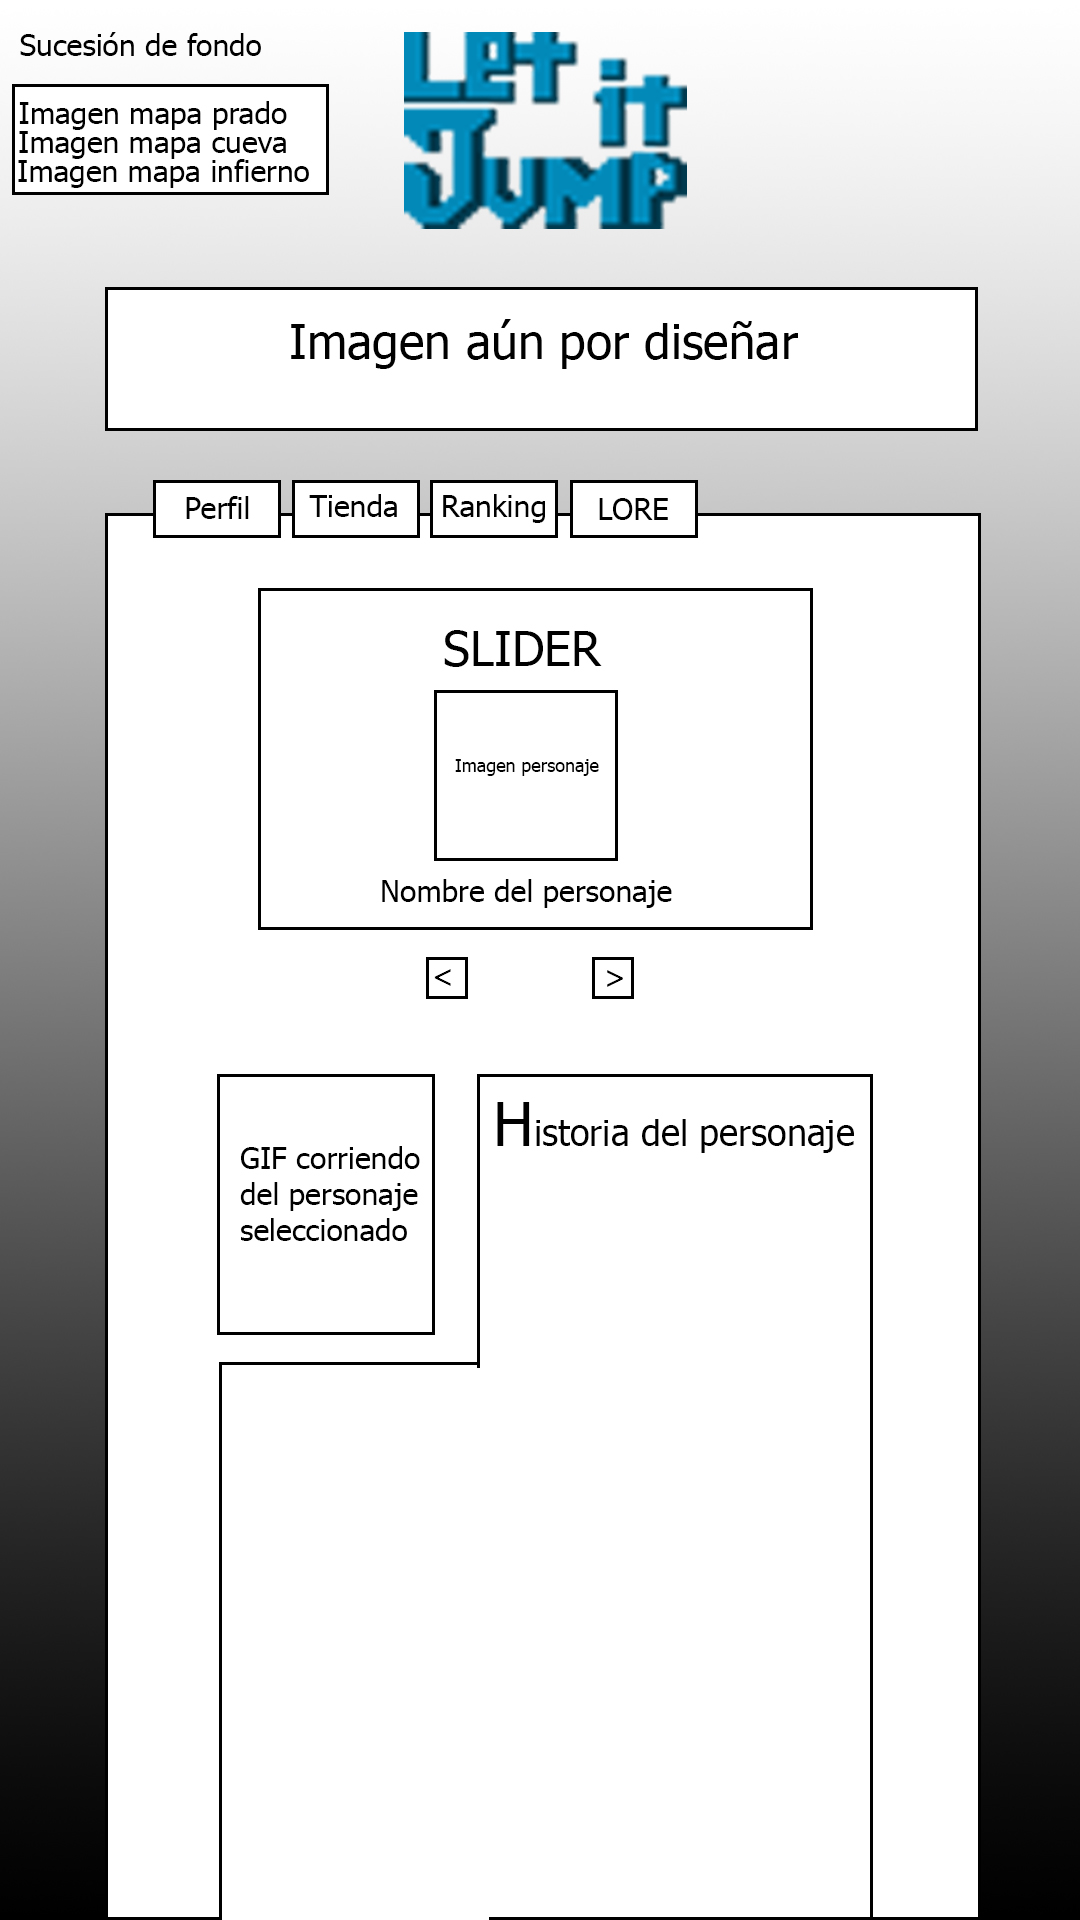 Sucesión de fondo
Imagen mapa prado
Imagen mapa cueva
Imagen mapa infierno
Let
it
Jump
Imagen aún por diseñar
Perfil
Tienda
Ranking
LORE
SLIDER
Imagen personaje
Nombre del personaje
<
>
GIF corriendo
del personaje
seleccionado
Historia del personaje